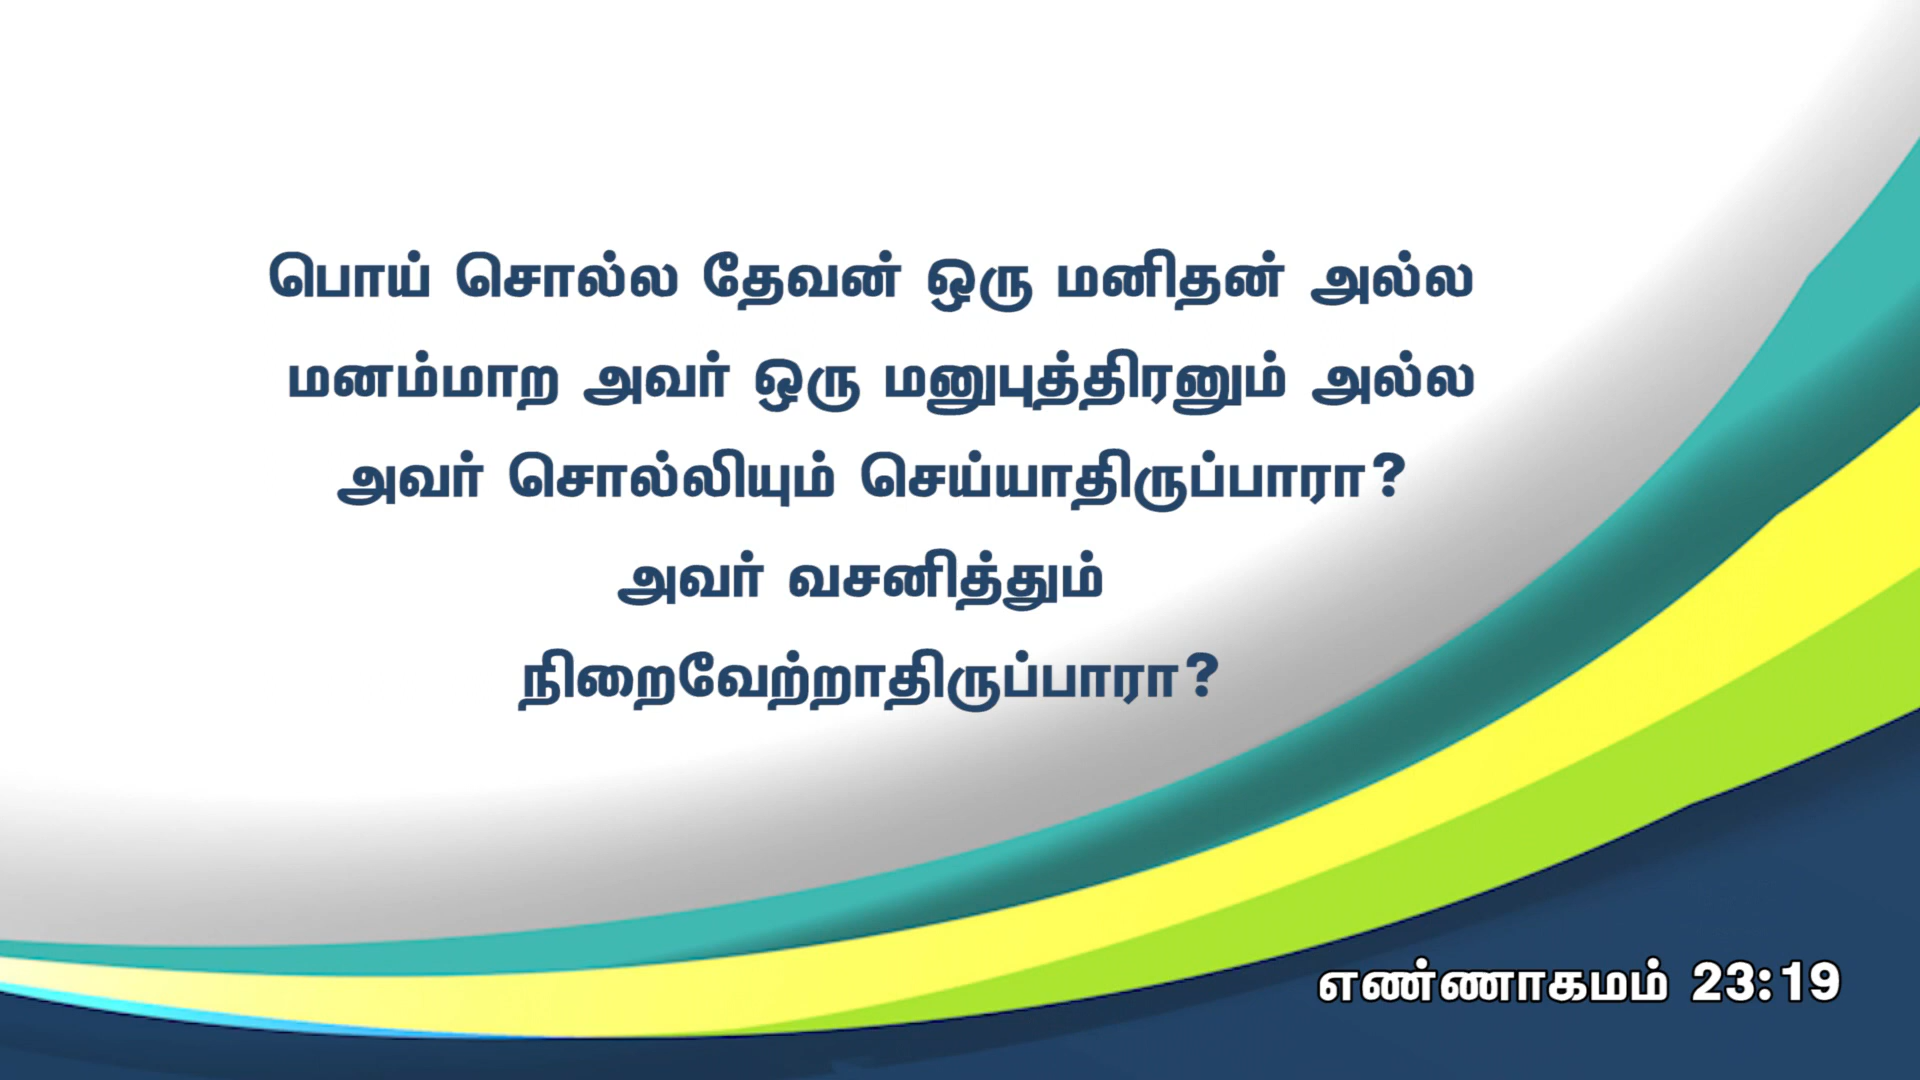 பொய் சொல்ல தேவன் ஒரு மனிதன் அல்ல
மனம்மாற அவர் ஒரு மனுபுத்திரனும் அல்ல
அவர் சொல்லியும் செய்யாதிருப்பாரா?
அவர் வசனித்தும்
நிறைவேற்றாதிருப்பாரா?
எண்ணாகமம் 23:19